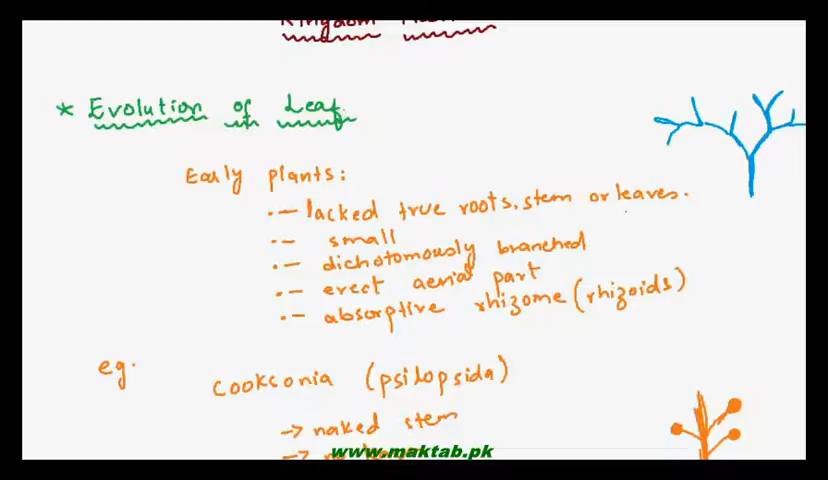 Kingdom
* Evolution of Leaf
Early plants:
.— lacked true roots, stem or leaves.
.— small
.— dichotomously branched
.— erect aerial part
.— absorptive rhizome (rhizoids)
eg.
Cooksonia (psilopsida)
→ naked stem
www.maktab.pk